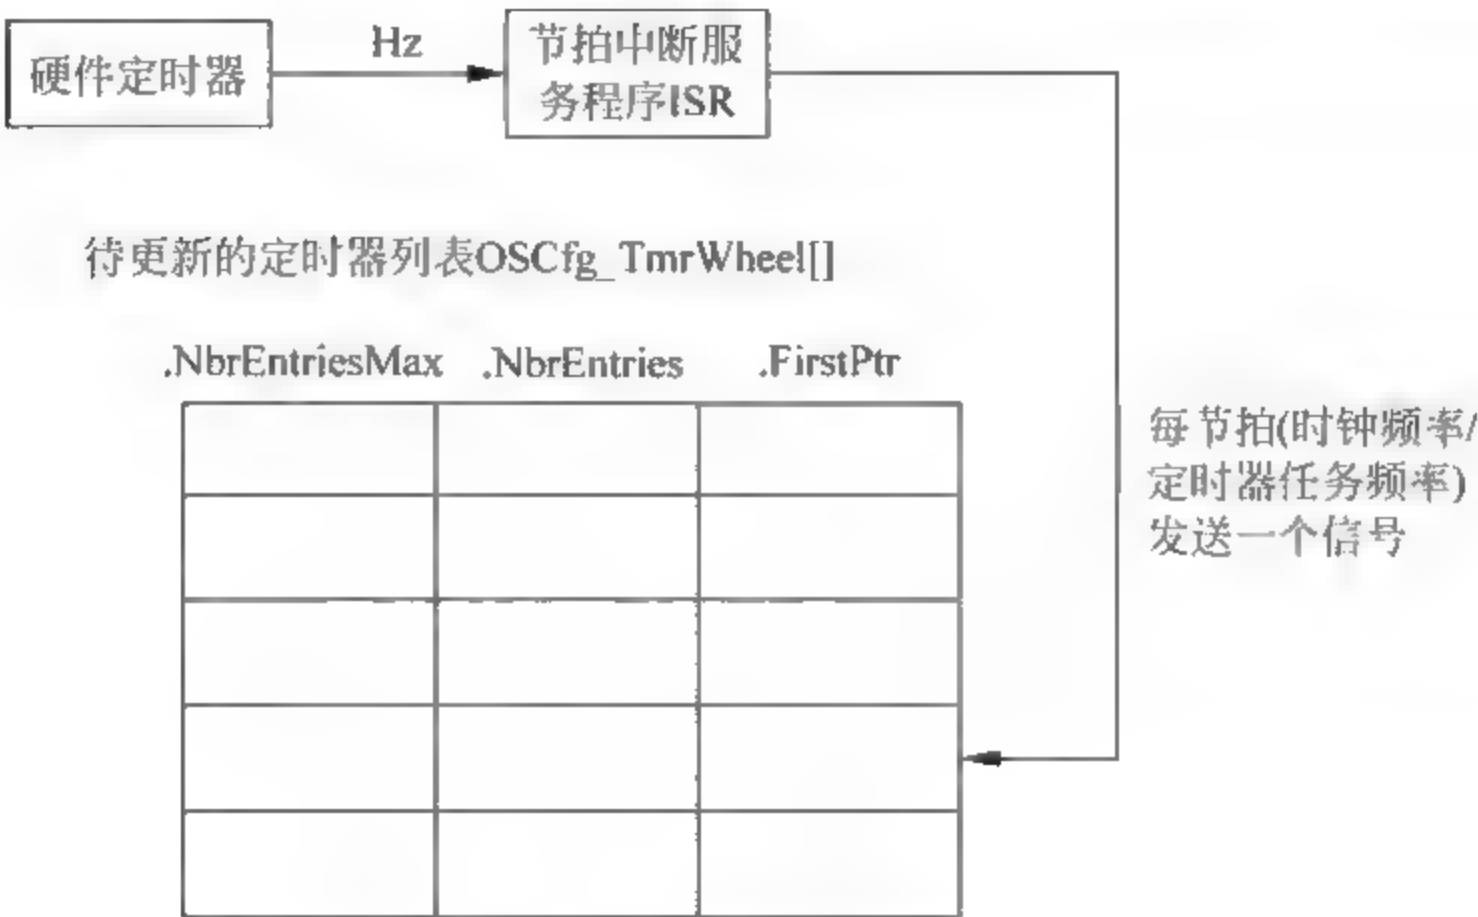 硬件定时器
Hz
节拍中断服
务程序ISR
待更新的定时器列表OSCfg_TmrWheel[]
.NbrEntriesMax .NbrEntries .FirstPtr
每节拍(时钟频率/
定时器任务频率)
发送一个信号